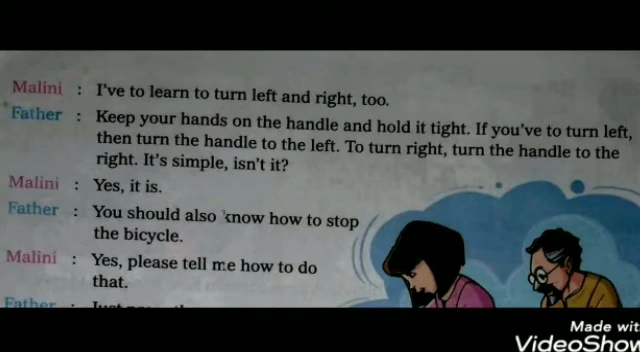 Malini : I've to learn to turn left and right, too.
Father : Keep your hands on the handle and hold it tight. If you've to turn left,
then turn the handle to the left. To turn right, turn the handle to the
right. It's simple, isn't it?
Malini : Yes, it is.
Father : You should also know how to stop
the bicycle.
Malini : Yes, please tell me how to do
that.
Father : Just
Made wit
VideoShow